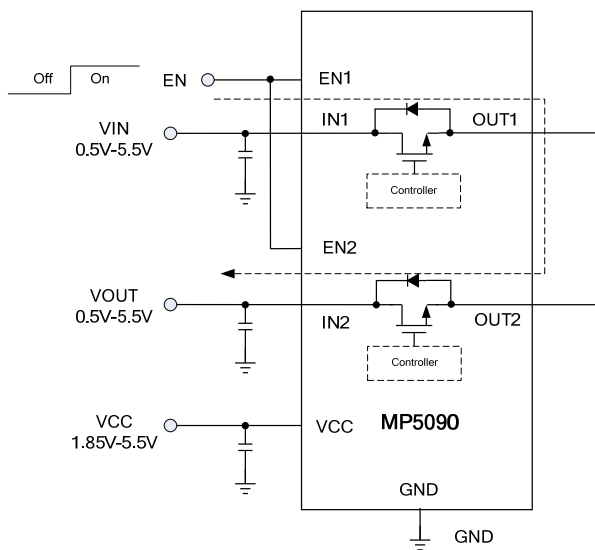 Off
On
EN
EN1
VIN
0.5V-5.5V
IN1
OUT1
Controller
EN2
VOUT
0.5V-5.5V
IN2
OUT2
Controller
VCC
1.85V-5.5V
VCC
MP5090
GND
GND